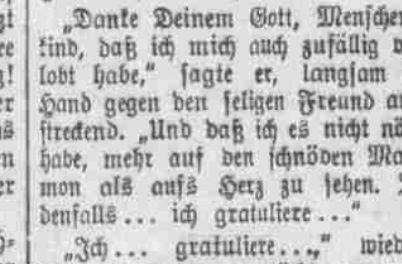 „Danke Deinem Gott, Menschen
kind, daß ich mich auch zufällig
lobt habe,“ sagte er, langsam
Hand gegen den seligen Freund
streckend. „Und daß ich es nicht
habe, mehr auf den schnöden
mon als aufs Herz zu sehen.
denfalls... ich gratuliere...“
„Ich... gratuliere...“